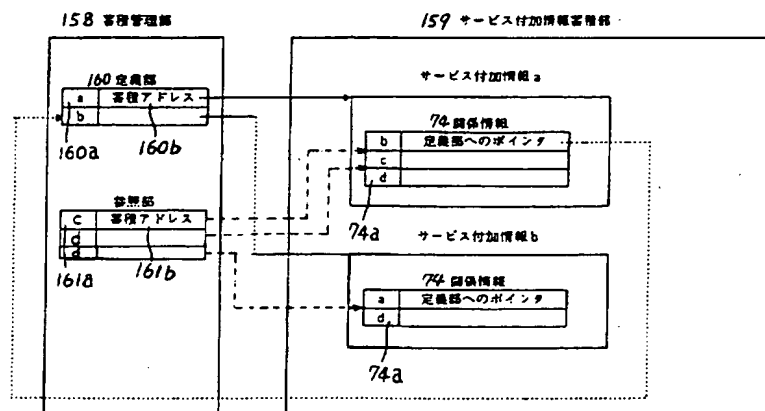 158 蓄積管理部
160 定義部
a 蓄積アドレス
b
160a 160b
参照部
c 蓄積アドレス
d
d
161a 161b
159 サービス付加情報蓄積部
サービス付加情報a
74 関係情報
b 定義部へのポインタ
c
d
74a
サービス付加情報b
74 関係情報
a 定義部へのポインタ
d
74a